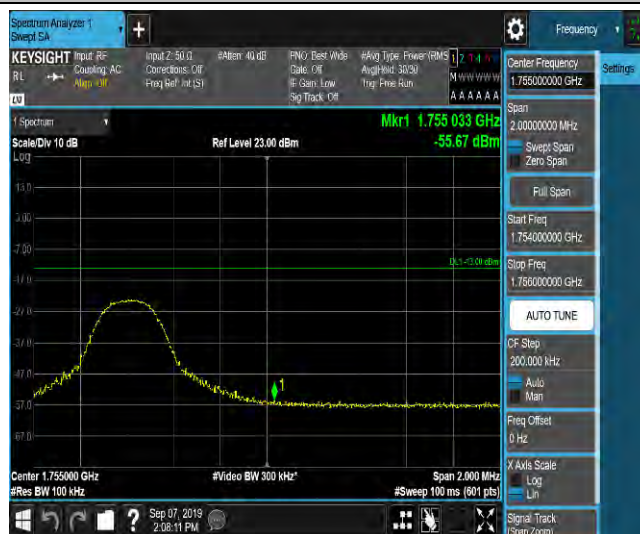 Spectrum Analyzer 1
Swept SA
+
Frequency
KEYSIGHT
Input: RF
Coupling: AC
Align: Off
Input Z: 50 Ω
Corrections: Off
Freq Ref: Int (S)
#Atten: 40 dB
PNO: Best Wide
Gate: Off
IF Gain: Low
Sig Track: Off
#Avg Type: Power (RMS
Avg|Hold: 30/30
Trig: Free Run
M W W W W W
A A A A A A
RL
1 Spectrum
Scale/Div 10 dB
Ref Level 23.00 dBm
Mkr1 1.755 033 GHz
-55.67 dBm
Log
13.0
3.00
-7.00
DL1 -13.00 dBm
-27.0
-37.0
-47.0
-57.0
-67.0
1
Center 1.755000 GHz
#Video BW 300 kHz*
Span 2.000 MHz
#Res BW 100 kHz
#Sweep 100 ms (601 pts)
Sep 07, 2019
2:08:11 PM
?
Center Frequency
1.755000000 GHz
Settings
Span
2.00000000 MHz
Swept Span
Zero Span
Full Span
Start Freq
1.754000000 GHz
Stop Freq
1.756000000 GHz
AUTO TUNE
CF Step
200.000 kHz
Auto
Man
Freq Offset
0 Hz
X Axis Scale
Log
Lin
Signal Track
(Span Zoom)